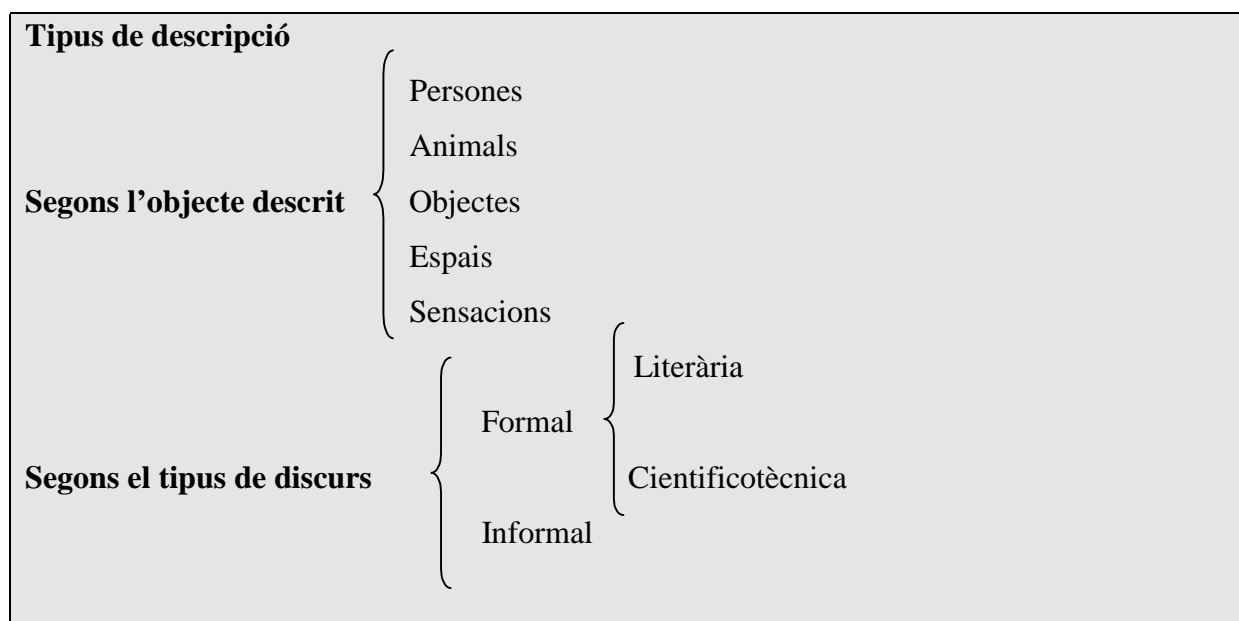 Tipus de descripció
Persones
Animals
Segons l’objecte descrit
Objectes
Espais
Sensacions
Literària
Formal
Segons el tipus de discurs
Cientificotècnica
Informal